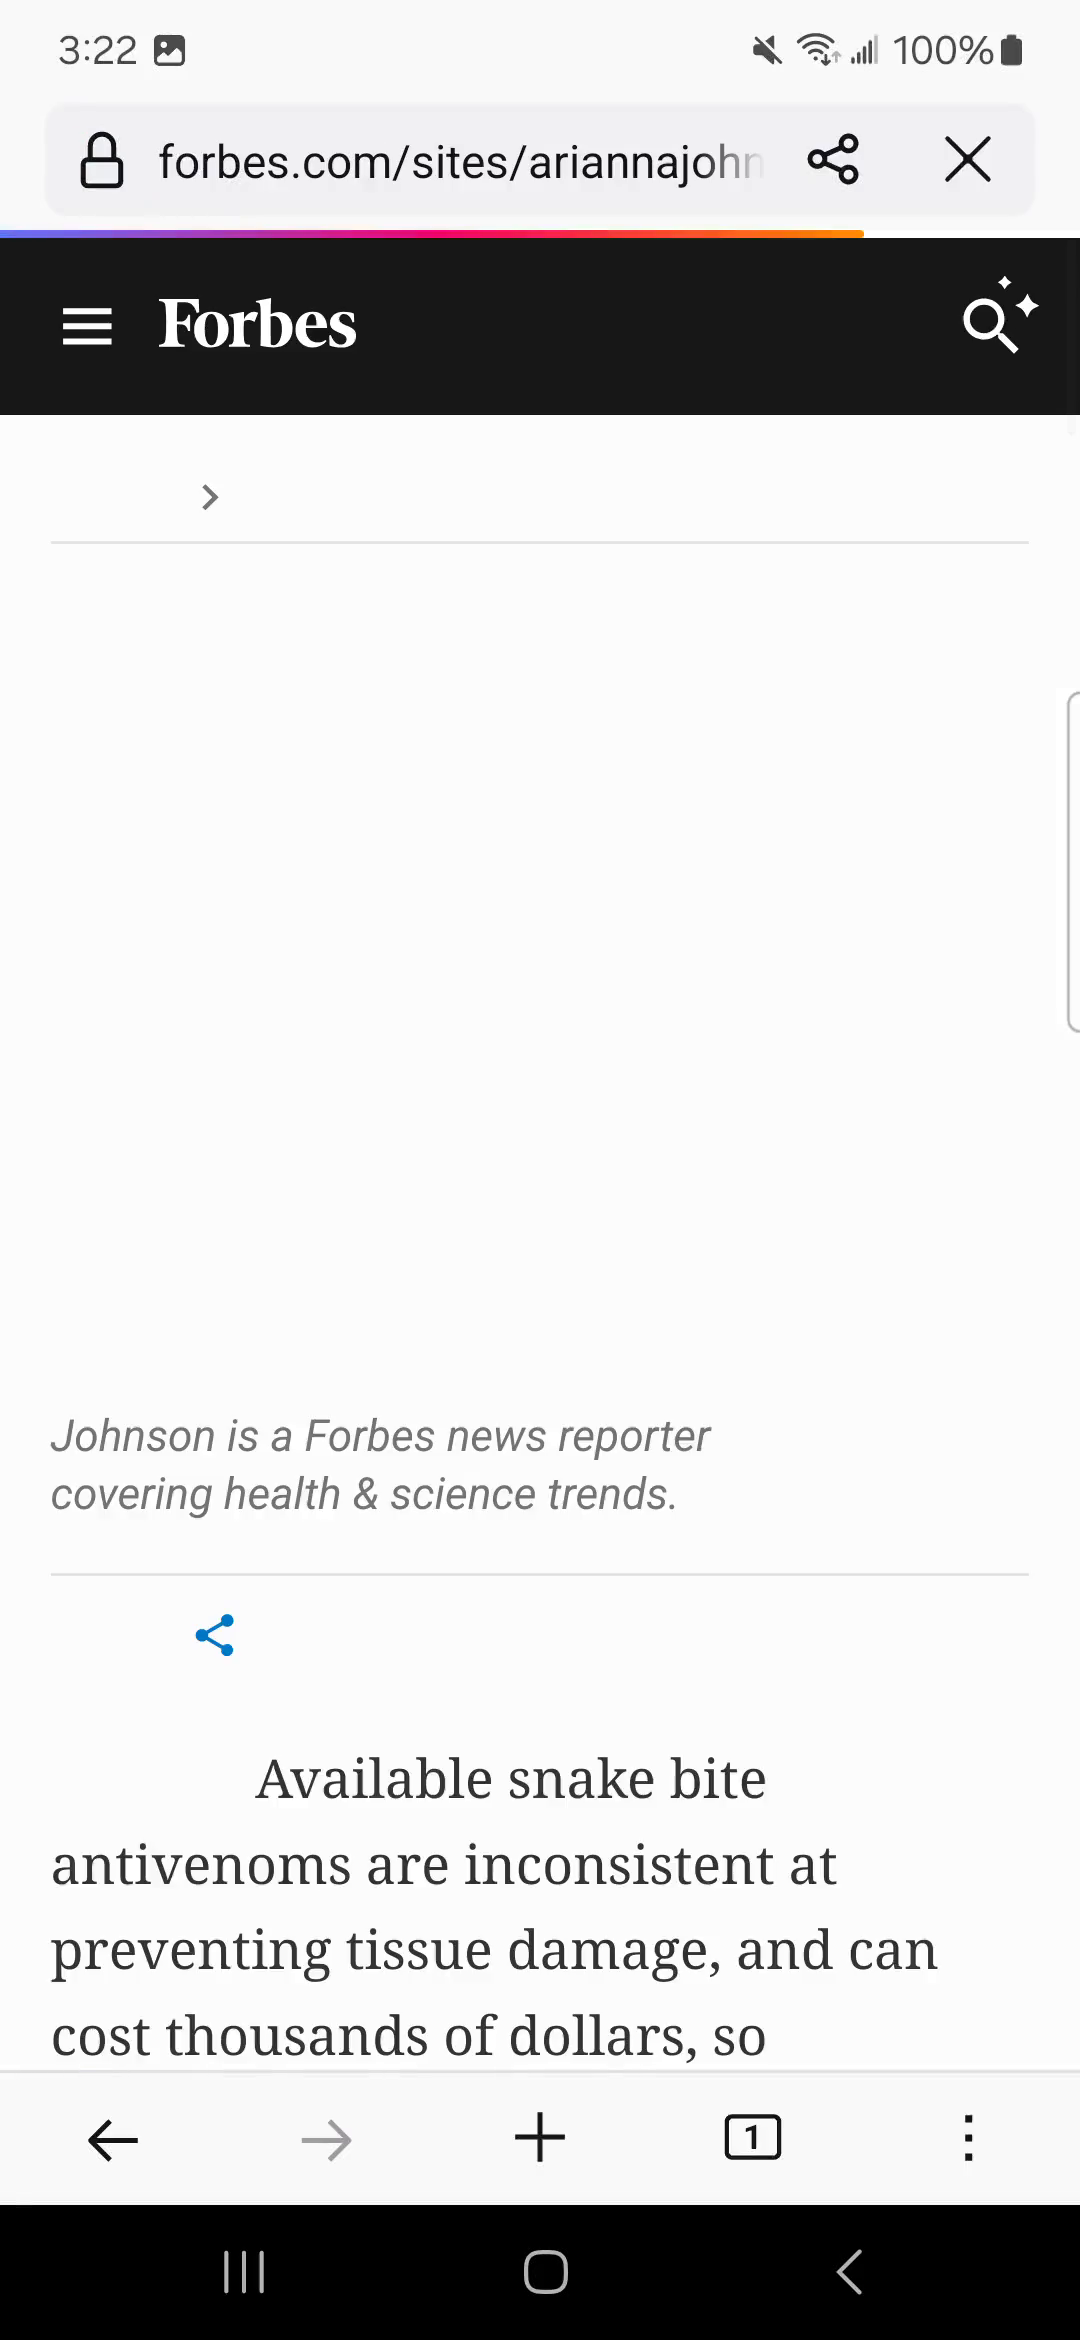 3:22
100%
forbes.com/sites/ariannajohn
Forbes
Johnson is a Forbes news reporter
covering health & science trends.
Available snake bite
antivenoms are inconsistent at
preventing tissue damage, and can
cost thousands of dollars, so
1